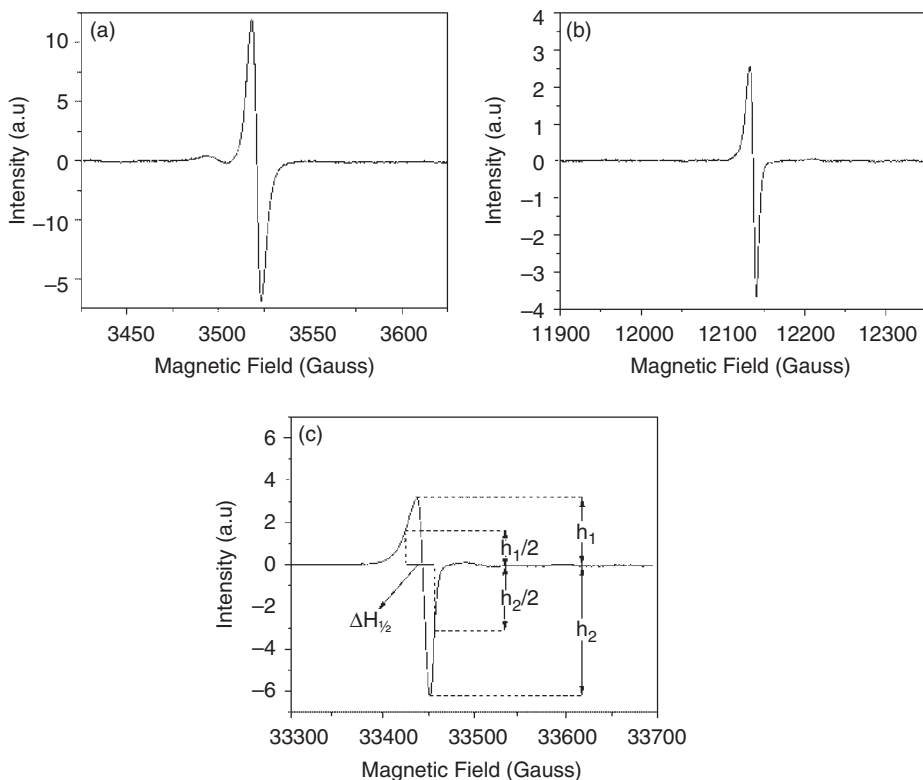 (a)
10
5
0
−10
−5
Intensity (a.u)
3450 3500 3550 3600
Magnetic Field (Gauss)
(b)
4
3
2
1
0
−1
−2
−3
−4
Intensity (a.u)
11900 12000 12100 12200 12300
Magnetic Field (Gauss)
(c)
6
4
2
0
−2
−4
−6
Intensity (a.u)
h₁/2
h₁
h₂/2
h₂
ΔH½
33300 33400 33500 33600 33700
Magnetic Field (Gauss)